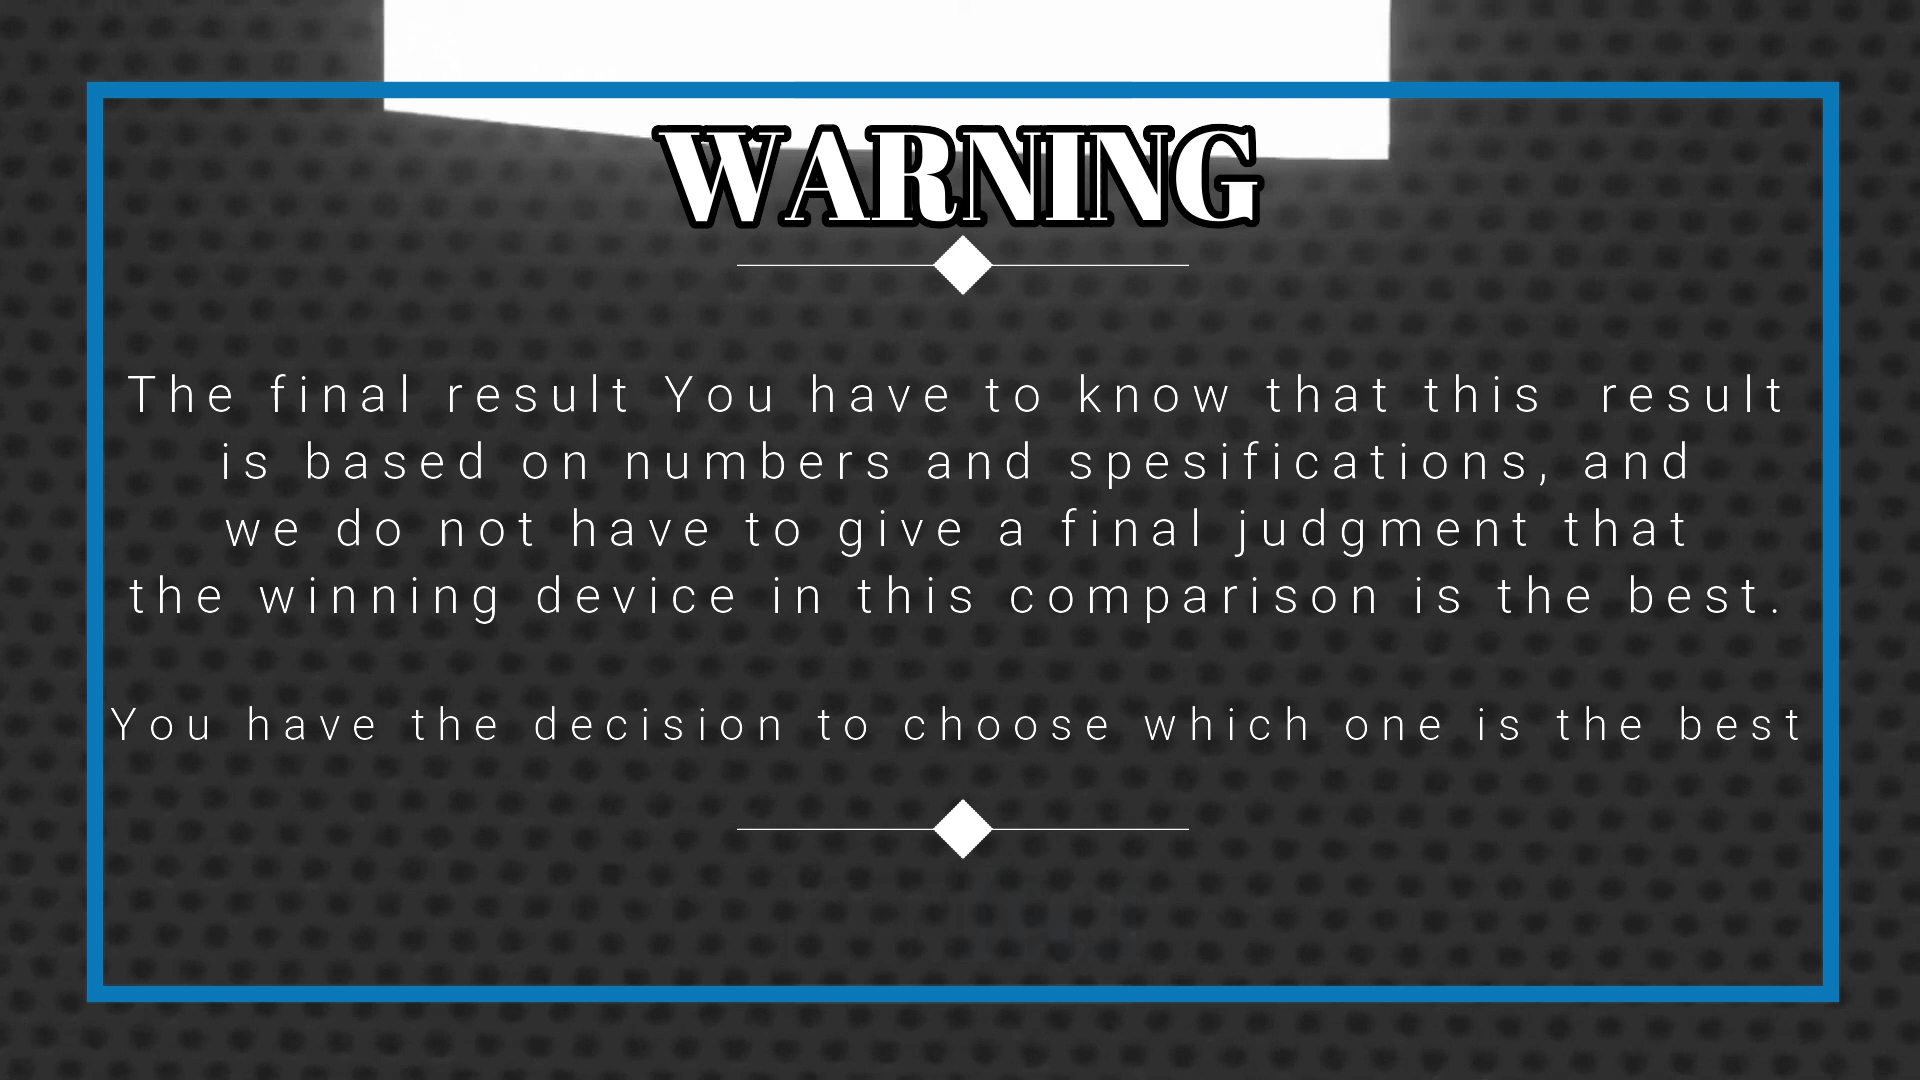 WARNING
The final result You have to know that this result
is based on numbers and spesifications, and
we do not have to give a final judgment that
the winning device in this comparison is the best.
You have the decision to choose which one is the best